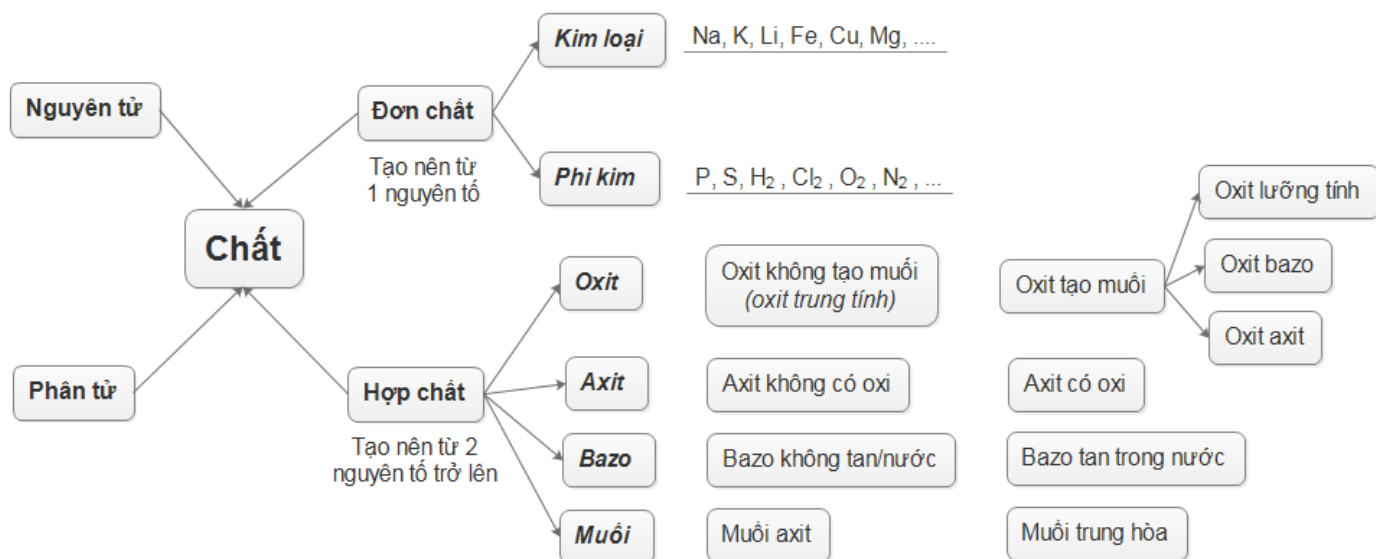 Nguyên tử
Phân tử
Chất
Đơn chất
Tạo nên từ
1 nguyên tố
Kim loại
Na, K, Li, Fe, Cu, Mg, ....
Phi kim
P, S, H₂ , Cl₂ , O₂ , N₂ , ...
Hợp chất
Tạo nên từ 2
nguyên tố trở lên
Oxit
Oxit không tạo muối
(oxit trung tính)
Oxit tạo muối
Oxit lưỡng tính
Oxit bazo
Oxit axit
Axit
Axit không có oxi
Axit có oxi
Bazo
Bazo không tan/nước
Bazo tan trong nước
Muối
Muối axit
Muối trung hòa